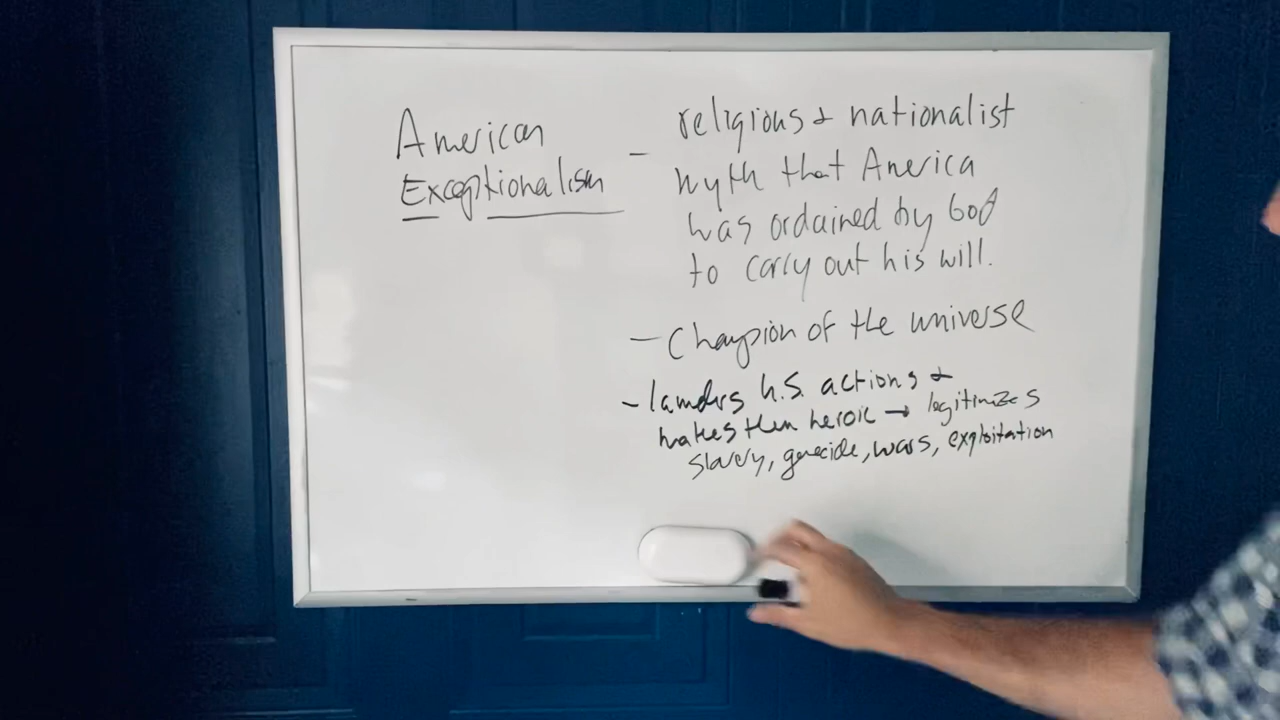 American
Exceptionalism
- religious & nationalist
myth that America
was ordained by God
to carry out his will.
- Champion of the universe
- lauders U.S. actions &
makes them heroic → legitimizes
slavery, genocide, wars, exploitation